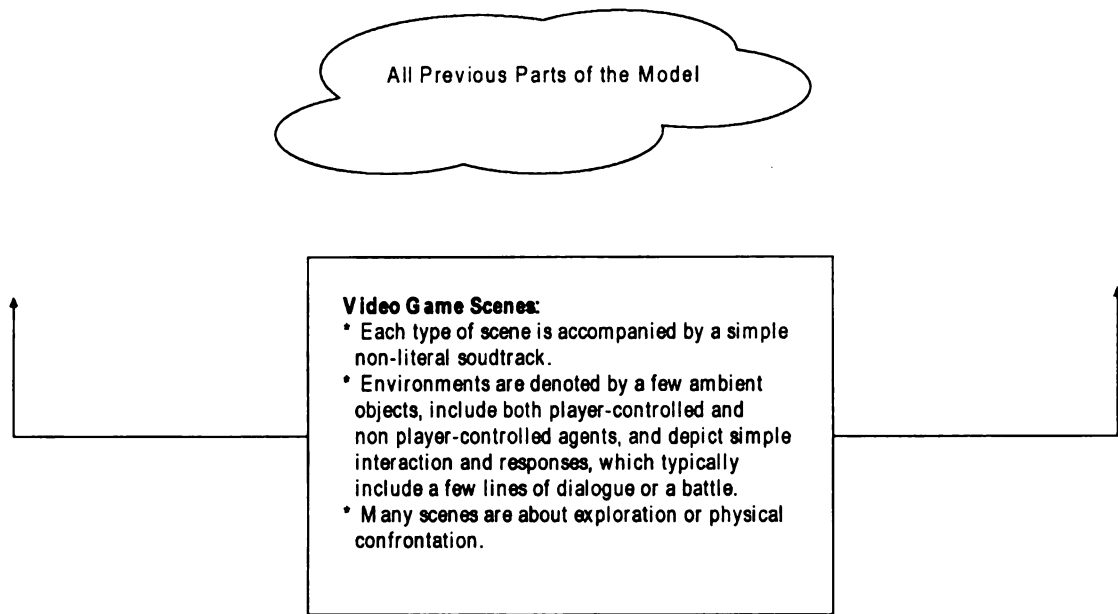 All Previous Parts of the Model
Video Game Scenes:
* Each type of scene is accompanied by a simple
non-literal soudtrack.
* Environments are denoted by a few ambient
objects, include both player-controlled and
non player-controlled agents, and depict simple
interaction and responses, which typically
include a few lines of dialogue or a battle.
* Many scenes are about exploration or physical
confrontation.